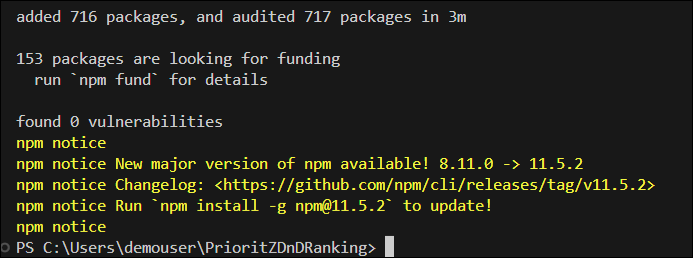 added 716 packages, and audited 717 packages in 3m
153 packages are looking for funding
run `npm fund` for details
found 0 vulnerabilities
npm notice
npm notice New major version of npm available! 8.11.0 -> 11.5.2
npm notice Changelog: <https://github.com/npm/cli/releases/tag/v11.5.2>
npm notice Run `npm install -g npm@11.5.2` to update!
npm notice
PS C:\Users\demouser\PrioritZDnDRanking>